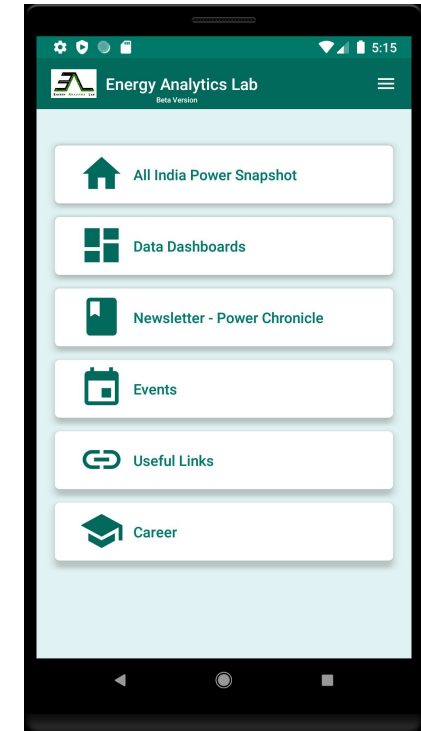 5:15
Energy Analytics Lab
Beta Version
All India Power Snapshot
Data Dashboards
Newsletter - Power Chronicle
Events
Useful Links
Career